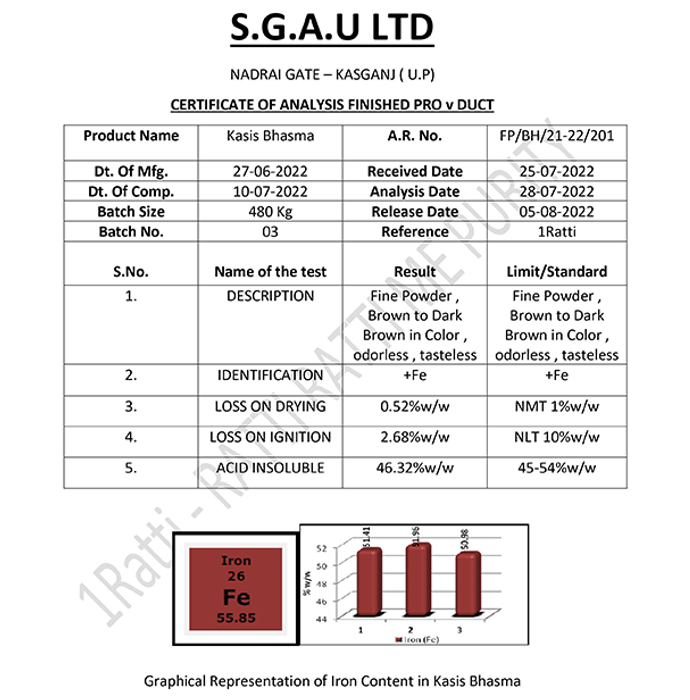 S.G.A.U LTD
NADRAI GATE – KASGANJ ( U.P)
CERTIFICATE OF ANALYSIS FINISHED PRO v DUCT
Product Name Kasis Bhasma A.R. No. FP/BH/21-22/201
Dt. Of Mfg. 27-06-2022 Received Date 25-07-2022
Dt. Of Comp. 10-07-2022 Analysis Date 28-07-2022
Batch Size 480 Kg Release Date 05-08-2022
Batch No. 03 Reference 1Ratti
S.No. Name of the test Result Limit/Standard
1. DESCRIPTION Fine Powder , Fine Powder ,
Brown to Dark Brown to Dark
Brown in Color , Brown in Color ,
odorless , tasteless odorless , tasteless
2. IDENTIFICATION +Fe +Fe
3. LOSS ON DRYING 0.52%w/w NMT 1%w/w
4. LOSS ON IGNITION 2.68%w/w NLT 10%w/w
5. ACID INSOLUBLE 46.32%w/w 45-54%w/w
1Ratti - RATTI RATTI ME PURITY
Iron
26
Fe
55.85
%w/w
52
50
48
46
44
51.41
51.96
50.98
1 2 3
Iron (Fe)
Graphical Representation of Iron Content in Kasis Bhasma